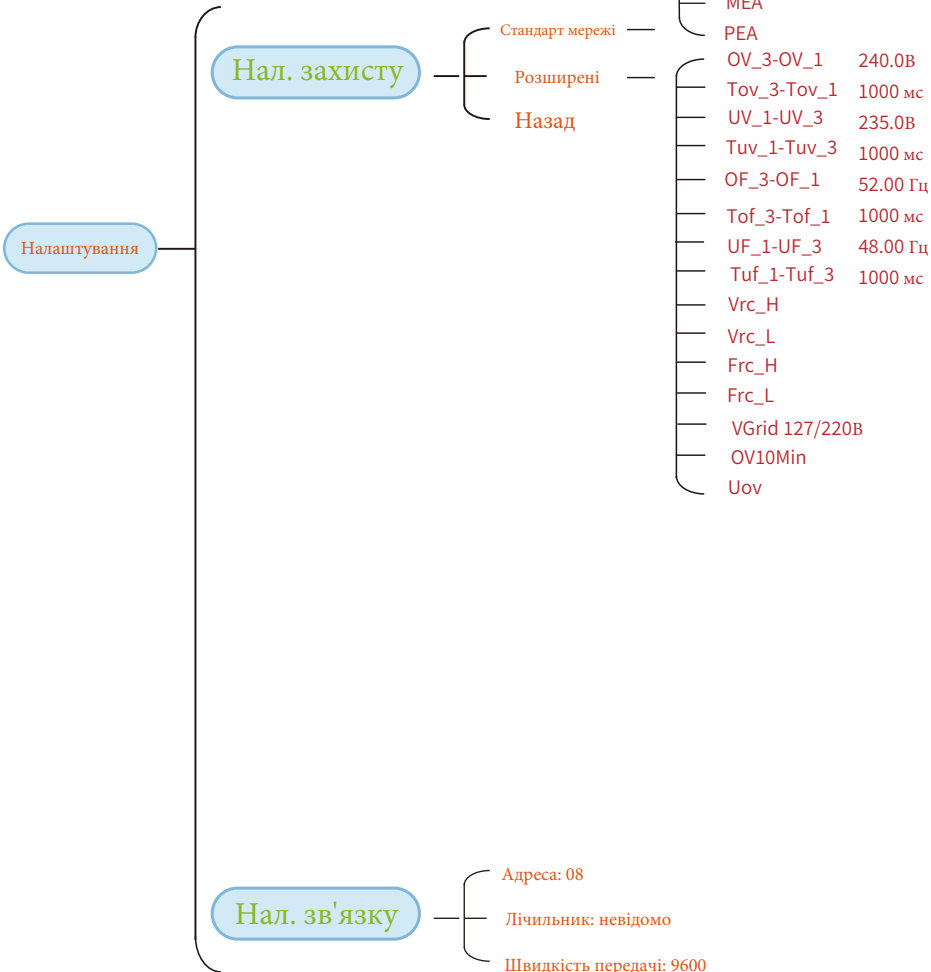 MEA
PEA
Налаштування
Нал. захисту
Стандарт мережі
Розширені
Назад
OV_3-OV_1 240.0В
Tov_3-Tov_1 1000 мс
UV_1-UV_3 235.0В
Tuv_1-Tuv_3 1000 мс
OF_3-OF_1 52.00 Гц
Tof_3-Tof_1 1000 мс
UF_1-UF_3 48.00 Гц
Tuf_1-Tuf_3 1000 мс
Vrc_H
Vrc_L
Frc_H
Frc_L
VGrid 127/220В
OV10Min
Uov
Нал. зв'язку
Адреса: 08
Лічильник: невідомо
Швидкість передачі: 9600